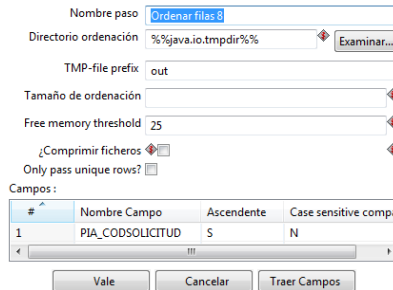 Nombre paso Ordenar filas 8
Directorio ordenación %%java.io.tmpdir%% Examinar...
TMP-file prefix out
Tamaño de ordenación
Free memory threshold 25
¿Comprimir ficheros
Only pass unique rows?
Campos :
# Nombre Campo Ascendente Case sensitive compa
1 PIA_CODSOLICITUD S N
Vale Cancelar Traer Campos